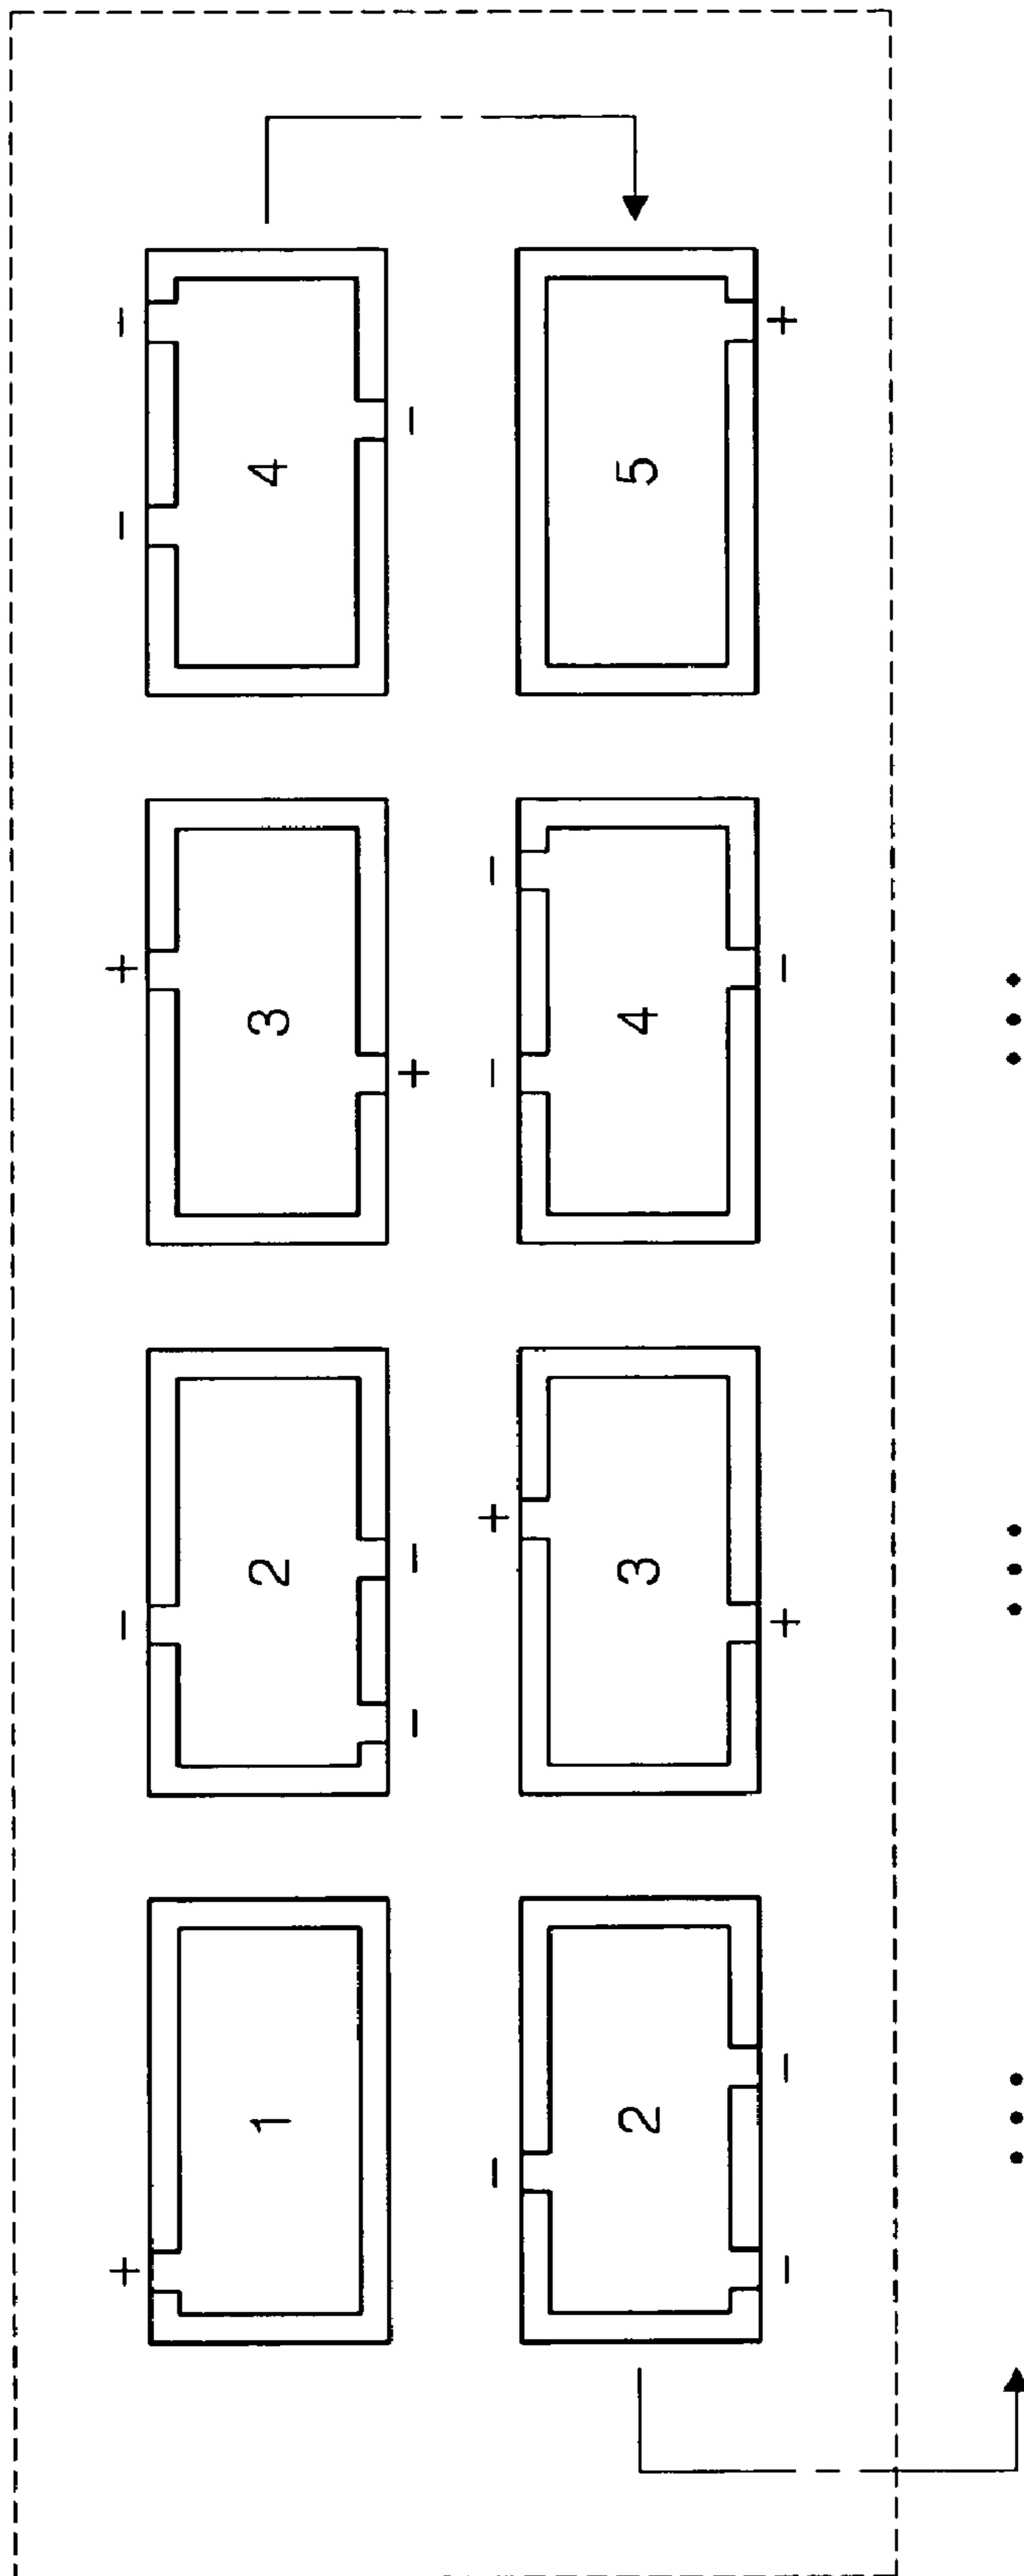 + − + − −
1 2 3 4
− − + −
− + − −
2 3 4 5
− − + − +